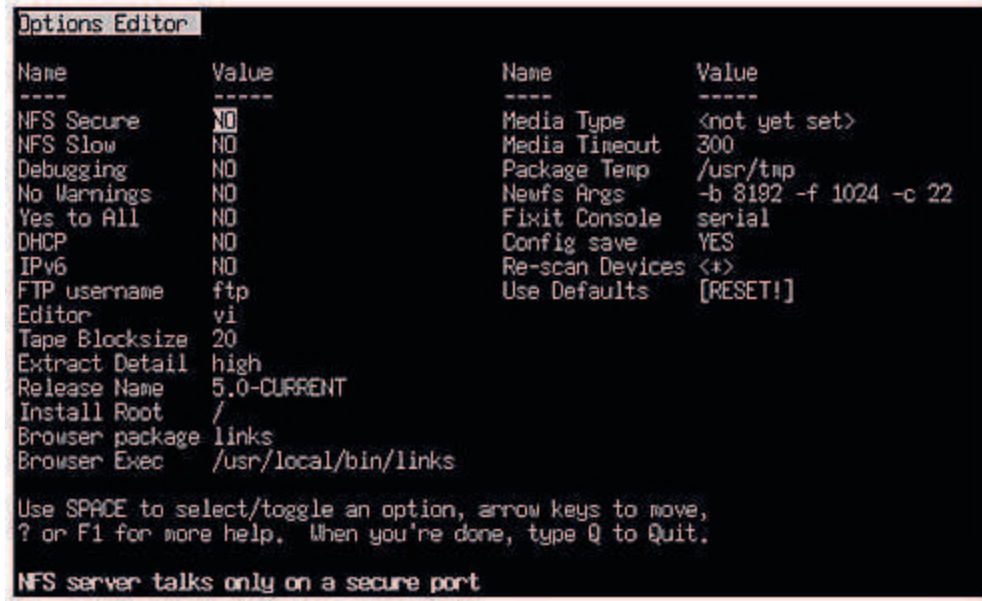 Options Editor
Name Value Name Value
---- ----- ---- -----
NFS Secure NO Media Type <not yet set>
NFS Slow NO Media Timeout 300
Debugging NO Package Temp /usr/tmp
No Warnings NO Newfs Args -b 8192 -f 1024 -c 22
Yes to All NO Fixit Console serial
DHCP NO Config save YES
IPv6 NO Re-scan Devices <*>
FTP username ftp Use Defaults [RESET!]
Editor vi
Tape Blocksize 20
Extract Detail high
Release Name 5.0-CURRENT
Install Root /
Browser package links
Browser Exec /usr/local/bin/links
Use SPACE to select/toggle an option, arrow keys to move,
? or F1 for more help. When you're done, type Q to Quit.
NFS server talks only on a secure port